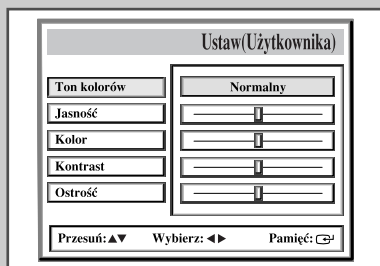 Ustaw(Użytkownika)
Ton kolorów Normalny
Jasność
Kolor
Kontrast
Ostrość
Przesuń:▲▼ Wybierz:◀▶ Pamięć: